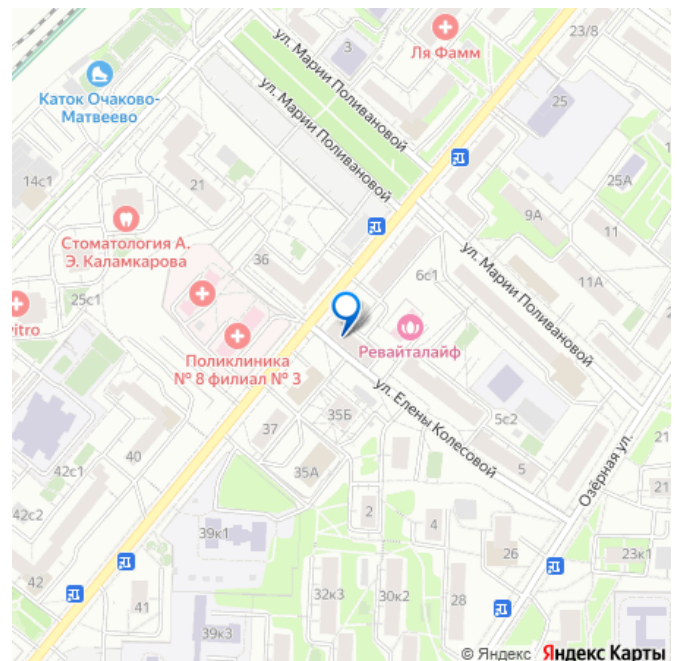 23/8
Ля Фамм
3
ул. Марии Поливановой
ул. Марии Поливановой
Каток Очаково-
Матвеево
25
14с1
21
25А
9А
11
Стоматология А.
Э. Каламкарова
36
6с1
ул. Марии Поливановой
11А
25с1
vitro
Ревайталайф
Поликлиника
№ 8 филиал № 3
ул. Елены Колесовой
35Б
5с2
37
Озёрная ул.
21
40
42с1
35А
5
21
42с2
2
4
39к1
26
23к1
42
41
32к3
30к2
28
39к3
© Яндекс Яндекс Карты